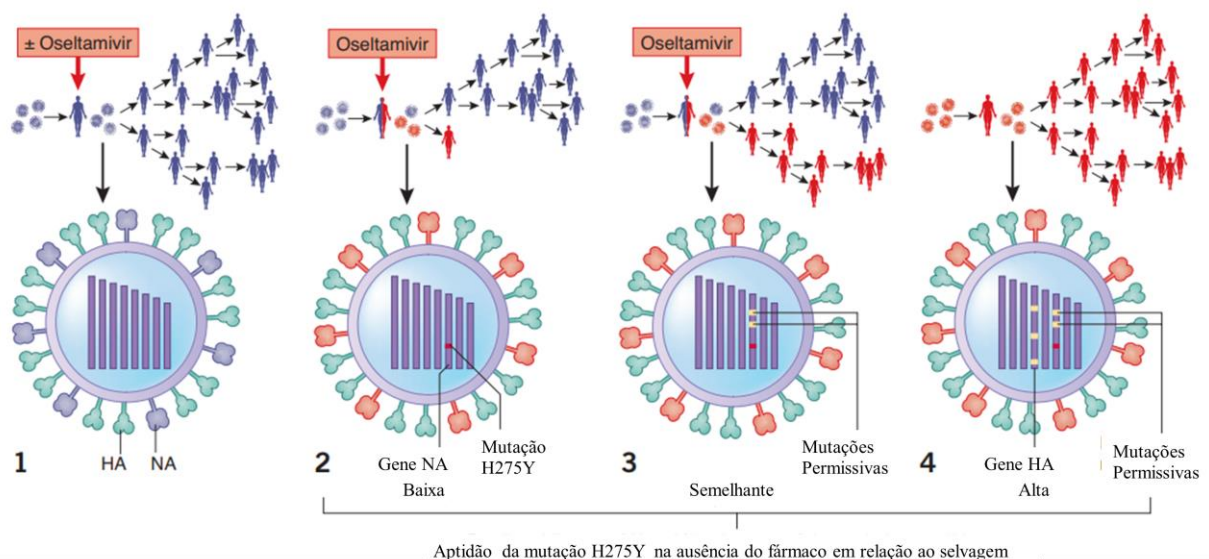 ± Oseltamivir
Oseltamivir
Oseltamivir
1
HA
NA
2
Gene NA
Baixa
Mutação
H275Y
3
Semelhante
Mutações
Permissivas
4
Gene HA
Alta
Mutações
Permissivas
Aptidão da mutação H275Y na ausência do fármaco em relação ao selvagem